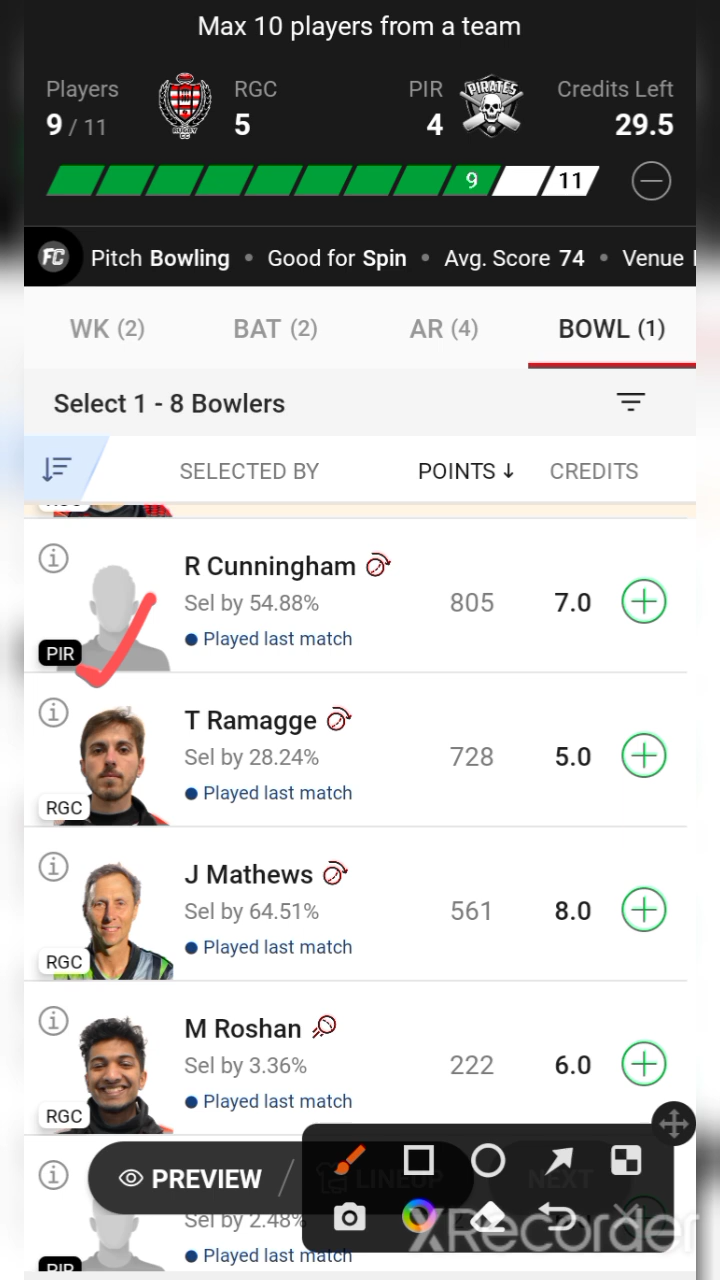 Max 10 players from a team
Players RGC PIR Credits Left
9 / 11 5 4 29.5
PIRATES
9 11
FC Pitch Bowling • Good for Spin • Avg. Score 74 • Venue
WK (2) BAT (2) AR (4) BOWL (1)
Select 1 - 8 Bowlers
SELECTED BY POINTS ↓ CREDITS
R Cunningham
Sel by 54.88% 805 7.0
PIR • Played last match
T Ramagge
Sel by 28.24% 728 5.0
• Played last match
RGC
J Mathews
Sel by 64.51% 561 8.0
• Played last match
RGC
M Roshan
Sel by 3.36% 222 6.0
• Played last match
RGC
PREVIEW / LINEUP NEXT
Sel by 2.48%
• Played last match
PIR
XRecorder